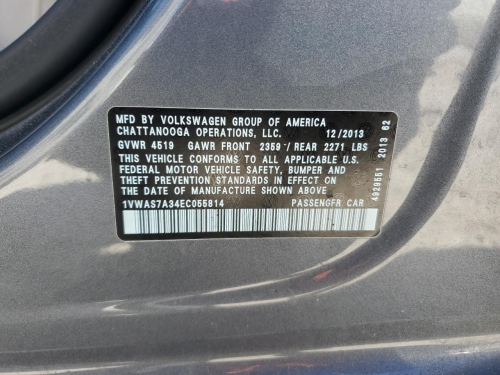 MFD BY VOLKSWAGEN GROUP OF AMERICA
CHATTANOOGA OPERATIONS, LLC. 12/2013
GVWR 4519 GAWR FRONT 2359 / REAR 2271 LBS
THIS VEHICLE CONFORMS TO ALL APPLICABLE
FEDERAL MOTOR VEHICLE SAFETY, BUMPER AND
THEFT PREVENTION STANDARDS IN EFFECT ON THE
DATE OF MANUFACTURE SHOWN ABOVE.
1VWAS7A34EC055814 PASSENGER CAR
4929551 2013 62